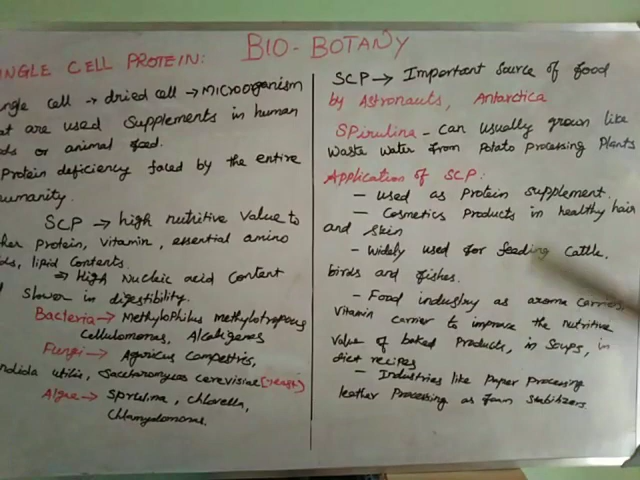 BIO-BOTANY
INGLE CELL PROTEIN:
ngle cell → dried cell → Microorganism
at are used Supplements in human
ds or animal food.
Protein deficiency faced by the entire
umanity.
SCP → high nutritive value to
her Protein, Vitamin, essential amino
ds, lipid contents.
⇒ High Nucleic acid content
Slower in digestibility.
Bacteria → Methylophilus methylotropous
Cellulomonas, Alcaligenes
Fungi → Agaricus Campestris,
ndida utilis, Saccharomyces cerevisiae (yeast)
Algae → Spirulina, Chlorella,
Chlamydomonas.
SCP → Important Source of food
by Astronauts, Antarctica
SPirulina - Can usually grown like
Waste water from Potato Processing Plants
Application of SCP:
- used as Protein supplement.
- Cosmetics Products in healthy hair
and Skin
- Widely used for feeding Cattle,
birds and fishes.
- Food industry as aroma Carriers,
Vitamin carrier to improve the nutritive
Value of baked Products, in Soups, in
diet recipes
- Industries like Paper Processing
leather Processing as foam Stabilizers.